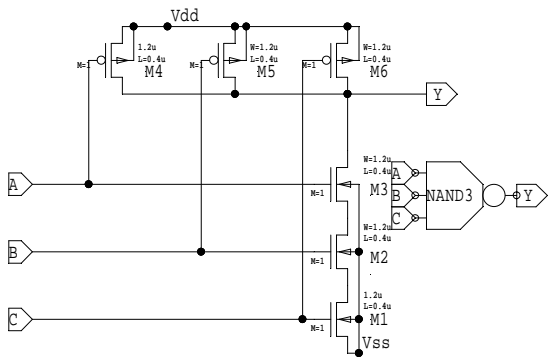 Vdd
1.2u
L=0.4u
M=1
M4
W=1.2u
L=0.4u
M=1
M5
W=1.2u
L=0.4u
M=1
M6
Y
W=1.2u
L=0.4u
M=1
M3
A
A
B
C
NAND3
Y
W=1.2u
L=0.4u
M=1
M2
B
1.2u
L=0.4u
M=1
M1
C
Vss